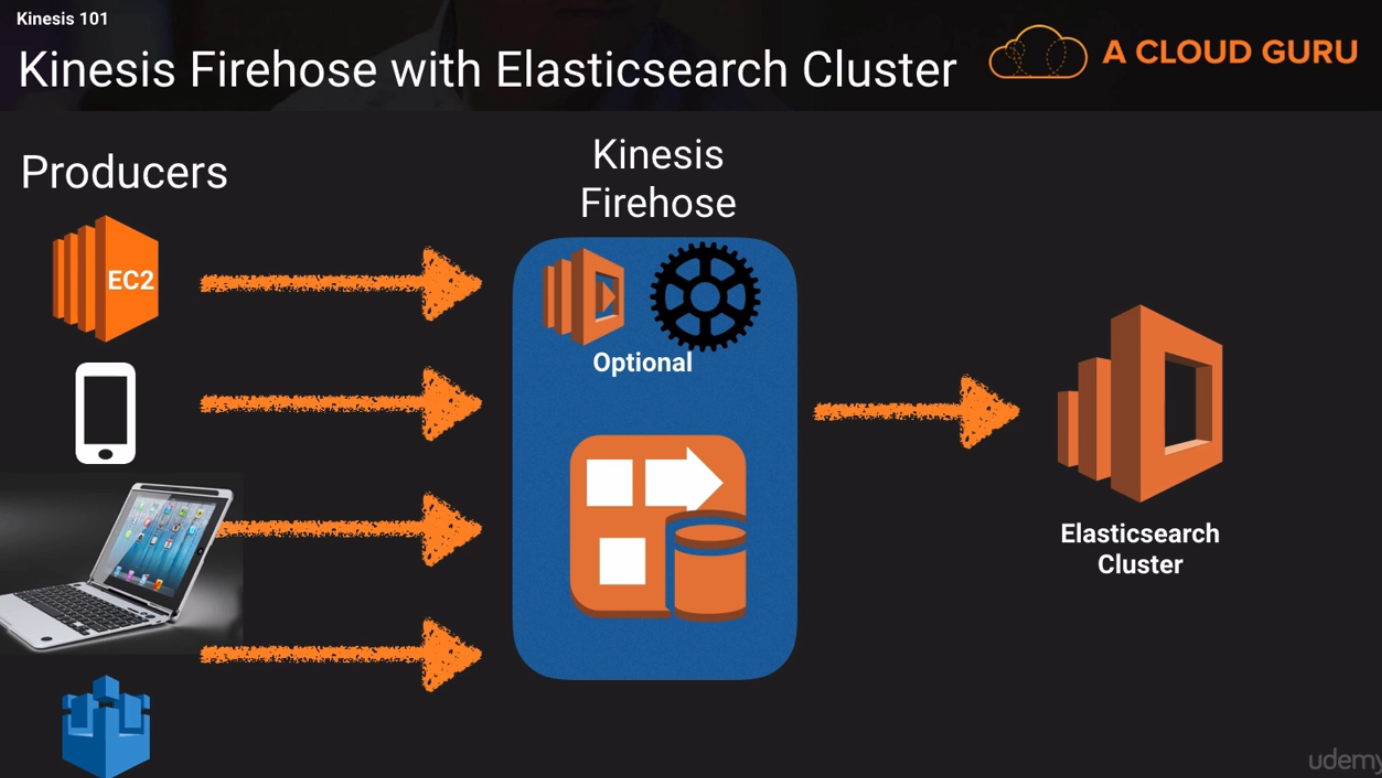 Kinesis 101
Kinesis Firehose with Elasticsearch Cluster
A CLOUD GURU
Producers
Kinesis
Firehose
EC2
Optional
Elasticsearch
Cluster
udemy